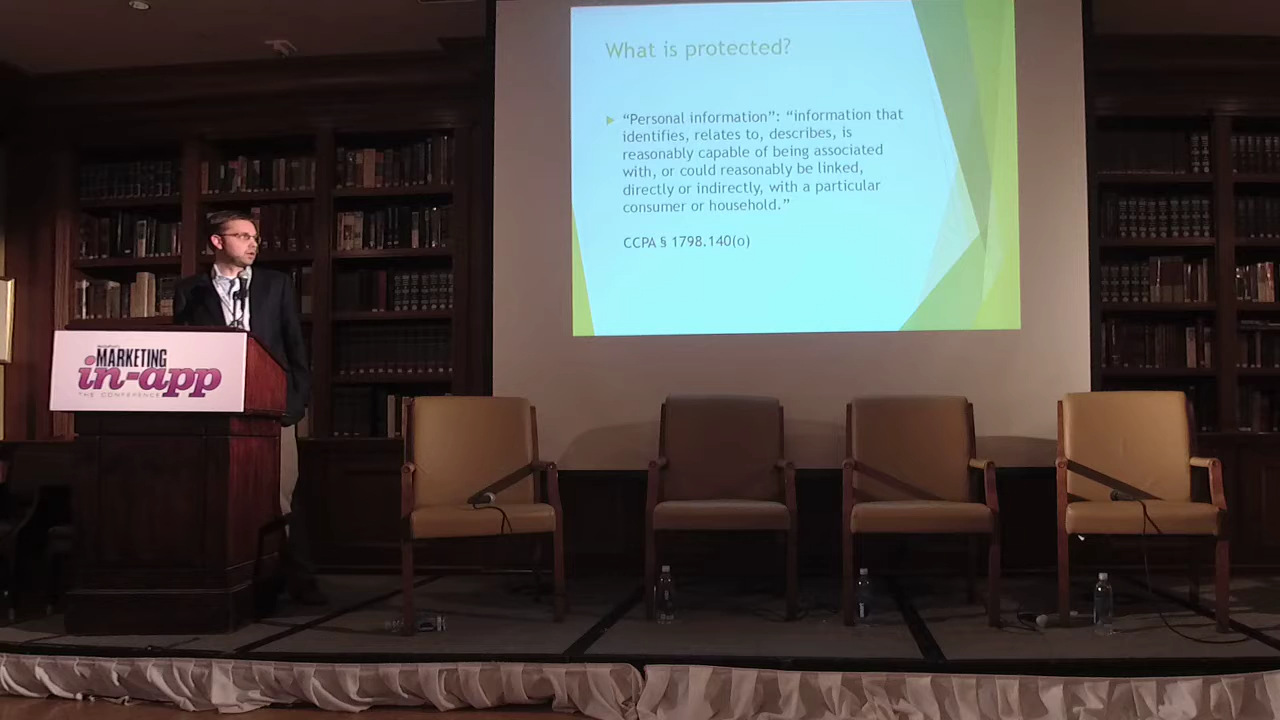 What is protected?
▶ “Personal information”: “information that
identifies, relates to, describes, is
reasonably capable of being associated
with, or could reasonably be linked,
directly or indirectly, with a particular
consumer or household.”
CCPA § 1798.140(o)
MARKETING
in-app
THE CONFERENCE